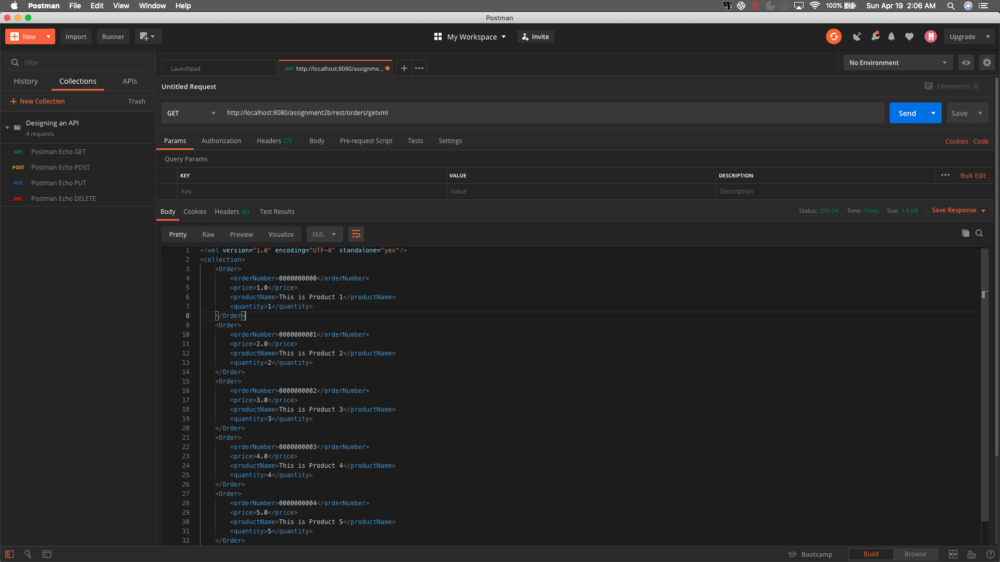 Postman File Edit View Window Help 100% Sun Apr 19 2:06 AM
Postman
New Import Runner My Workspace Invite Upgrade
Filter
Launchpad GET http://localhost:8080/assignme... No Environment
History Collections APIs
Untitled Request Comments 0
+ New Collection Trash
GET http://localhost:8080/assignment2b/rest/orders/getxml Send Save
Designing an API
4 requests
Params Authorization Headers (7) Body Pre-request Script Tests Settings Cookies Code
GET Postman Echo GET
POST Postman Echo POST
PUT Postman Echo PUT
DEL Postman Echo DELETE
Query Params
KEY VALUE DESCRIPTION Bulk Edit
Key Value Description
Body Cookies Headers (6) Test Results Status: 200 OK Time: 99ms Size: 1.6 KB Save Response
Pretty Raw Preview Visualize XML
1 <?xml version="1.0" encoding="UTF-8" standalone="yes"?>
2 <collection>
3 <Order>
4 <orderNumber>0000000000</orderNumber>
5 <price>1.0</price>
6 <productName>This is Product 1</productName>
7 <quantity>1</quantity>
8 </Order>
9 <Order>
10 <orderNumber>0000000001</orderNumber>
11 <price>2.0</price>
12 <productName>This is Product 2</productName>
13 <quantity>2</quantity>
14 </Order>
15 <Order>
16 <orderNumber>0000000002</orderNumber>
17 <price>3.0</price>
18 <productName>This is Product 3</productName>
19 <quantity>3</quantity>
20 </Order>
21 <Order>
22 <orderNumber>0000000003</orderNumber>
23 <price>4.0</price>
24 <productName>This is Product 4</productName>
25 <quantity>4</quantity>
26 </Order>
27 <Order>
28 <orderNumber>0000000004</orderNumber>
29 <price>5.0</price>
30 <productName>This is Product 5</productName>
31 <quantity>5</quantity>
32 </Order>
Bootcamp Build Browse